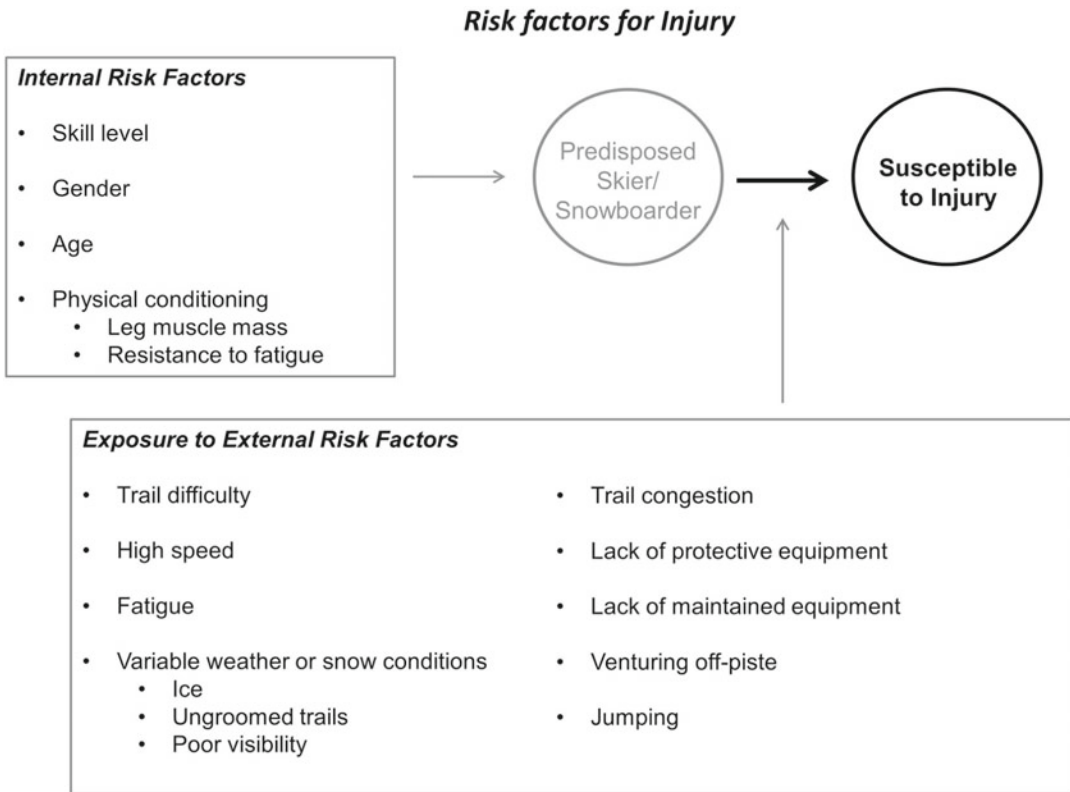 Risk factors for Injury
Internal Risk Factors
• Skill level
• Gender
• Age
• Physical conditioning
• Leg muscle mass
• Resistance to fatigue
Predisposed
Skier/
Snowboarder
Susceptible
to Injury
Exposure to External Risk Factors
• Trail difficulty
• High speed
• Fatigue
• Variable weather or snow conditions
• Ice
• Ungroomed trails
• Poor visibility
• Trail congestion
• Lack of protective equipment
• Lack of maintained equipment
• Venturing off-piste
• Jumping